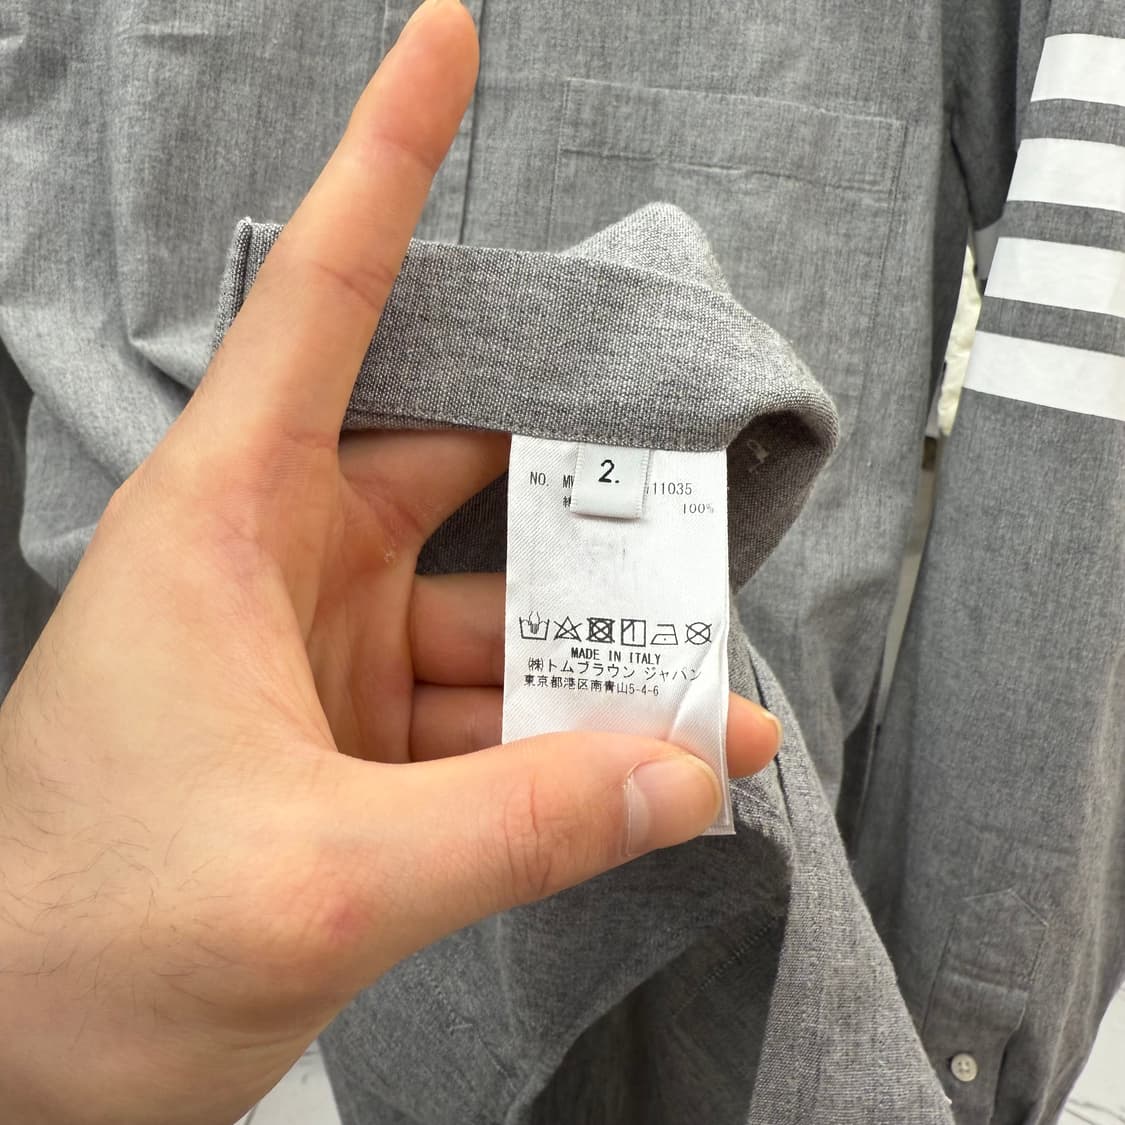 2.
NO. MW 11035
100%
MADE IN ITALY
㈱トムブラウン ジャパン
東京都港区南青山5-4-6